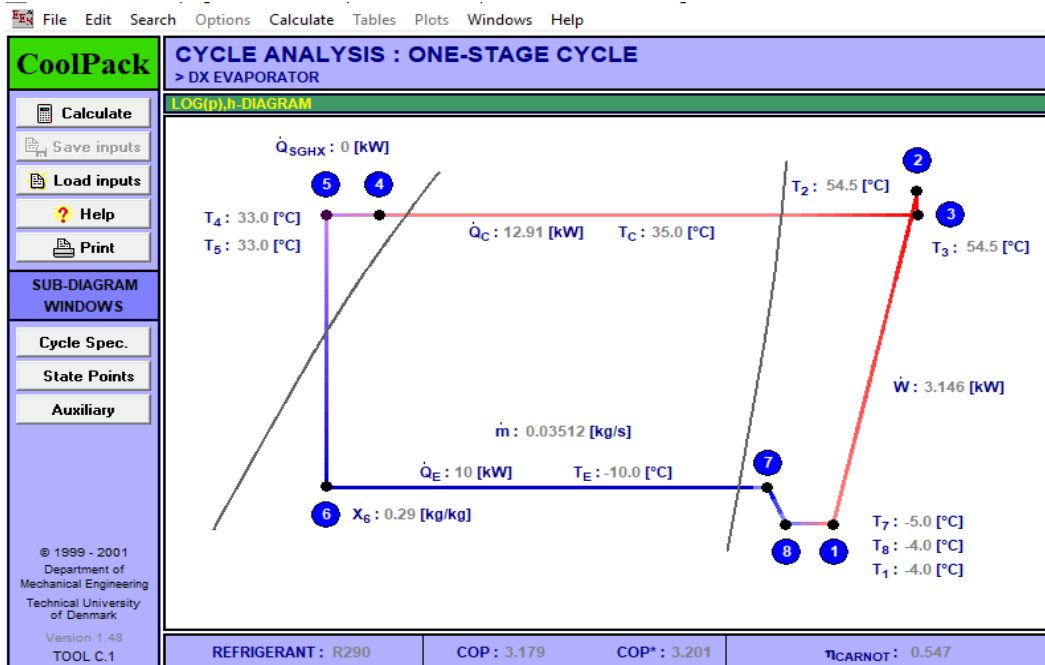 File Edit Search Options Calculate Tables Plots Windows Help
CoolPack
CYCLE ANALYSIS : ONE-STAGE CYCLE
> DX EVAPORATOR
LOG(p),h-DIAGRAM
Calculate
Save inputs
Load inputs
? Help
Print
SUB-DIAGRAM
WINDOWS
Cycle Spec.
State Points
Auxiliary
© 1999 - 2001
Department of
Mechanical Engineering
Technical University
of Denmark
Version 1.48
TOOL C.1
Q̇SGHX : 0 [kW]
2
5 4
T2 : 54.5 [°C]
3
T4 : 33.0 [°C]
T5 : 33.0 [°C]
Q̇C : 12.91 [kW] TC : 35.0 [°C]
T3 : 54.5 [°C]
Ẇ : 3.146 [kW]
ṁ : 0.03512 [kg/s]
Q̇E : 10 [kW] TE : -10.0 [°C]
7
6 X6 : 0.29 [kg/kg]
8 1
T7 : -5.0 [°C]
T8 : -4.0 [°C]
T1 : -4.0 [°C]
REFRIGERANT : R290 COP : 3.179 COP* : 3.201 ηCARNOT : 0.547